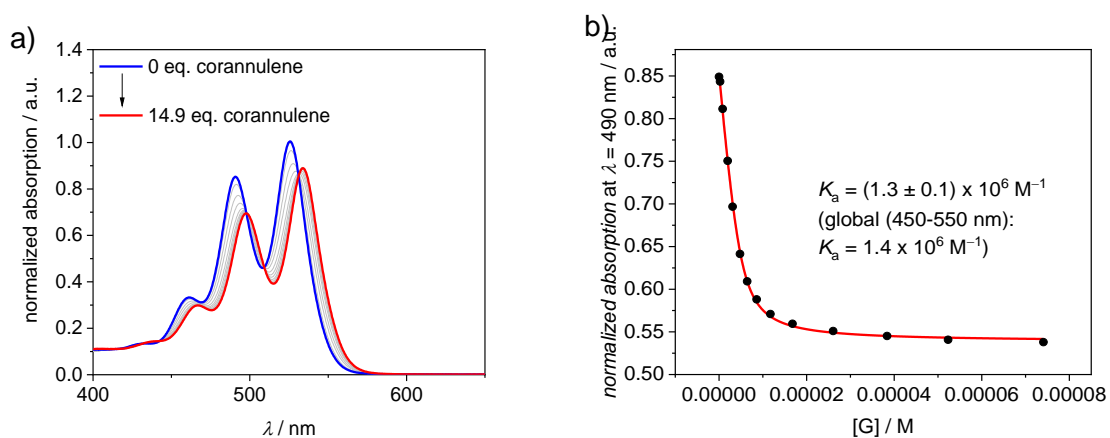 a)
normalized absorption / a.u.
1.4
1.2
1.0
0.8
0.6
0.4
0.2
0.0
0 eq. corannulene
14.9 eq. corannulene
400 500 600
λ / nm
b)
normalized absorption at λ = 490 nm / a.u.
0.85
0.80
0.75
0.70
0.65
0.60
0.55
0.50
Kₐ = (1.3 ± 0.1) x 10⁶ M⁻¹
(global (450-550 nm):
Kₐ = 1.4 x 10⁶ M⁻¹)
0.00000 0.00002 0.00004 0.00006 0.00008
[G] / M